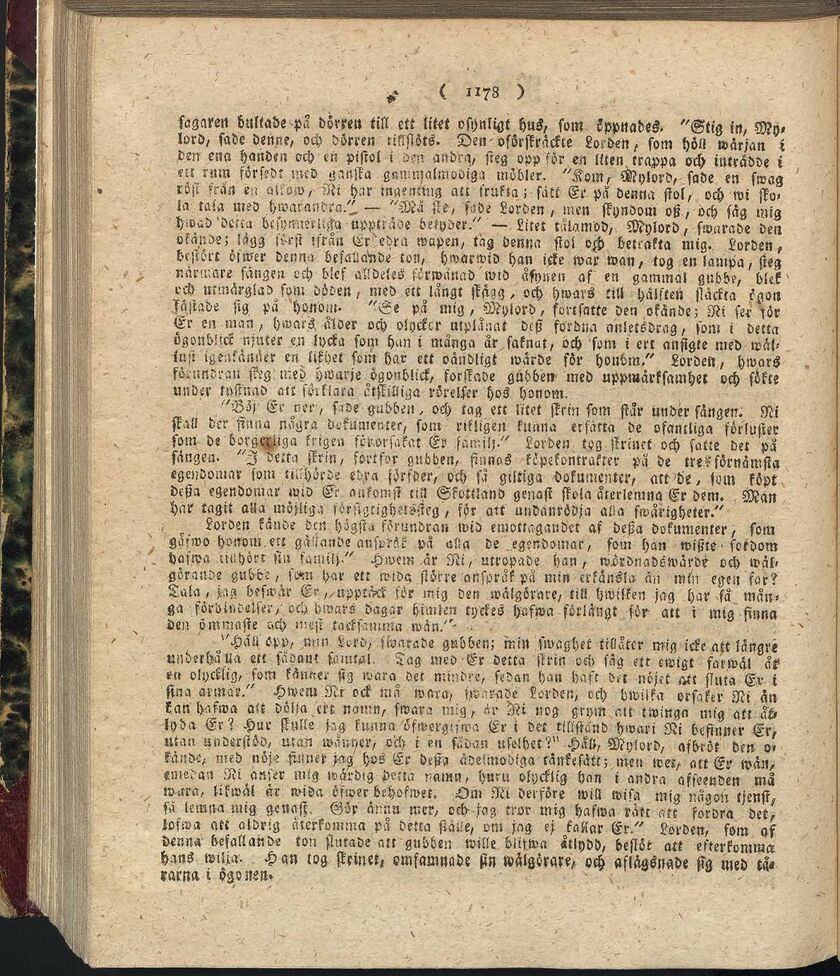 ( 1178 )
sagaren bultade på dörren till ett litet osynligt hus, som öppnades. "Stig in, My-
lord, sade denne, och dörren tillslöts. Den oförskräckte Lorden, som höll wärjan i
den ena handen och en pistol i den andra, steg opp för en liten trappa och inträdde i
ett rum försedt med ganska gammalmodiga möbler. "Kom, Mylord, sade en swag
röst från en alkow, Ni har ingenting att frukta; sätt Er på denna stol, och wi sko-
la tala med hwarandra." — "Må ske, sade Lorden, men skyndom oß, och säg mig
hwad detta besynnerliga uppträde betyder." — Litet tålamod, Mylord, swarade den
okände; lägg först ifrån Er edra wapen, tag denna stol och betrakta mig. Lorden,
bestört öfwer denna befallande ton, hwarwid han icke war wan, tog en lampa, steg
närmare sängen och blef alldeles förwånad wid åsynen af en gammal gubbe, blek
och utmärglad som döden, med ett långt skägg, och hwars till hälften släckta ögon
fästade sig på honom. "Se på mig, Mylord, fortsatte den okände; Ni ser för
Er en man, hwars ålder och olyckor utplånat deß fordna anletsdrag, som i detta
ögonblick njuter en lycka som han i många år saknat, och som i ert ansigte med wäl-
lust igenkänder en likhet som har ett oändligt wärde för honom." Lorden, hwars
förundran steg med hwarje ögonblick, forskade gubben med uppmärksamhet och sökte
under tystnad att förklara åtskilliga rörelser hos honom.
"Böj Er ner, sade gubben, och tag ett litet skrin som står under sängen. Ni
skall der finna några dokumenter, som rikligen kunna ersätta de ofantliga förluster
som de borgerliga krigen förorsakat Er familj." Lorden tog skrinet och satte det på
sängen. "I detta skrin, fortfor gubben, finnas köpekontrakter på de tre förnämsta
egendomar som tillhörde edra förfder, och så giltiga dokumenter, att de, som köpt
deßa egendomar wid Er ankomst till Skottland genast skola återlemna Er dem. Man
har tagit alla möjliga försigtighetssteg, för att undanrödja alla swårigheter."
Lorden kände den högsta förundran wid emottagandet af deßa dokumenter, som
gåfwo honom ett gällande anspråk på alla de egendomar, som han wißte fordom
hafwa tillhört sin familj." Hwem är Ni, utropade han, wördnadswärde och wäl-
görande gubbe, som har ett wida större anspråk på min erkänsla än min egen far?
Tala, jag beswär Er, upptäck för mig den wälgörare, till hwilken jag har så mån-
ga förbindelser, och hwars dagar himlen tyckes hafwa förlängt för att i mig finna
den ömmaste och mest tacksamma wän."
"Håll opp, min Lord, swarade gubben; min swaghet tillåter mig icke att längre
underhålla ett sådant samtal. Tag med Er detta skrin och säg ett ewigt farwäl åt
en olycklig, som känner sig wara det mindre, sedan han haft det nöjet att sluta Er i
sina armar." Hwem Ni ock må wara, swarade Lorden, och hwilka orsaker Ni än
kan hafwa att dölja ert namn, swara mig, är Ni nog grym att twinga mig att åt-
lyda Er? Hur skulle jag kunna öfwergifwa Er i det tillstånd hwari Ni befinner Er,
utan understöd, utan wänner, och i en sådan uselhet?" Håll, Mylord, afbröt den o-
kände, med nöje finner jag hos Er deßa ädelmodiga tänkesätt; men wet, att Er wän,
emedan Ni anser mig wärdig detta namn, huru olycklig han i andra afseenden må
wara, likwäl är wida öfwer behofwet. Om Ni derföre will wisa mig någon tjenst,
så lemna mig genast. Gör ännu mer, och jag tror mig hafwa rätt att fordra det,
lofwa att aldrig återkomma på detta ställe, om jag ej kallar Er." Lorden, som af
denna befallande ton slutade att gubben wille blifwa åtlydd, beslöt att efterkomma
hans wilja. Han tog skrinet, omfamnade sin wälgörare, och aflägsnade sig med tå-
rarna i ögonen.